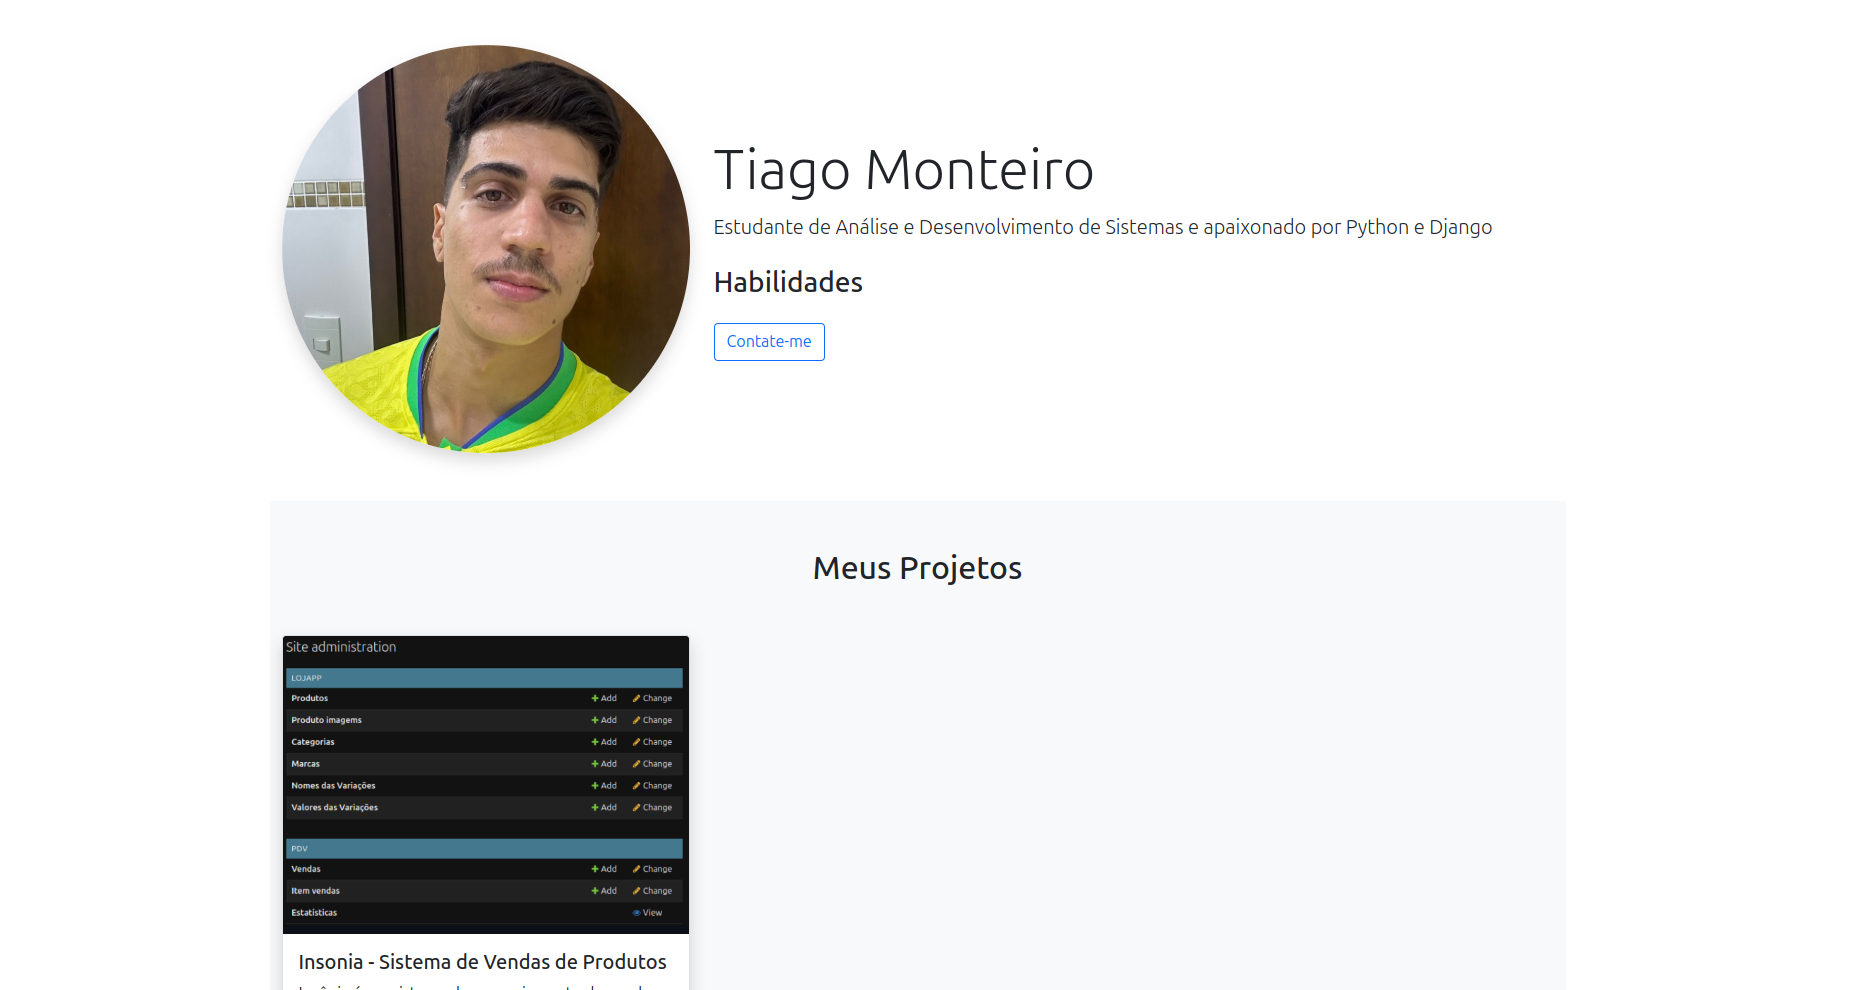 Tiago Monteiro
Estudante de Análise e Desenvolvimento de Sistemas e apaixonado por Python e Django
Habilidades
Contate-me
Meus Projetos
Site administration
LOJAPP
Produtos Add Change
Produto imagems Add Change
Categorias Add Change
Marcas Add Change
Nomes das Variações Add Change
Valores das Variações Add Change
PDV
Vendas Add Change
Item vendas Add Change
Estatísticas View
Insonia - Sistema de Vendas de Produtos